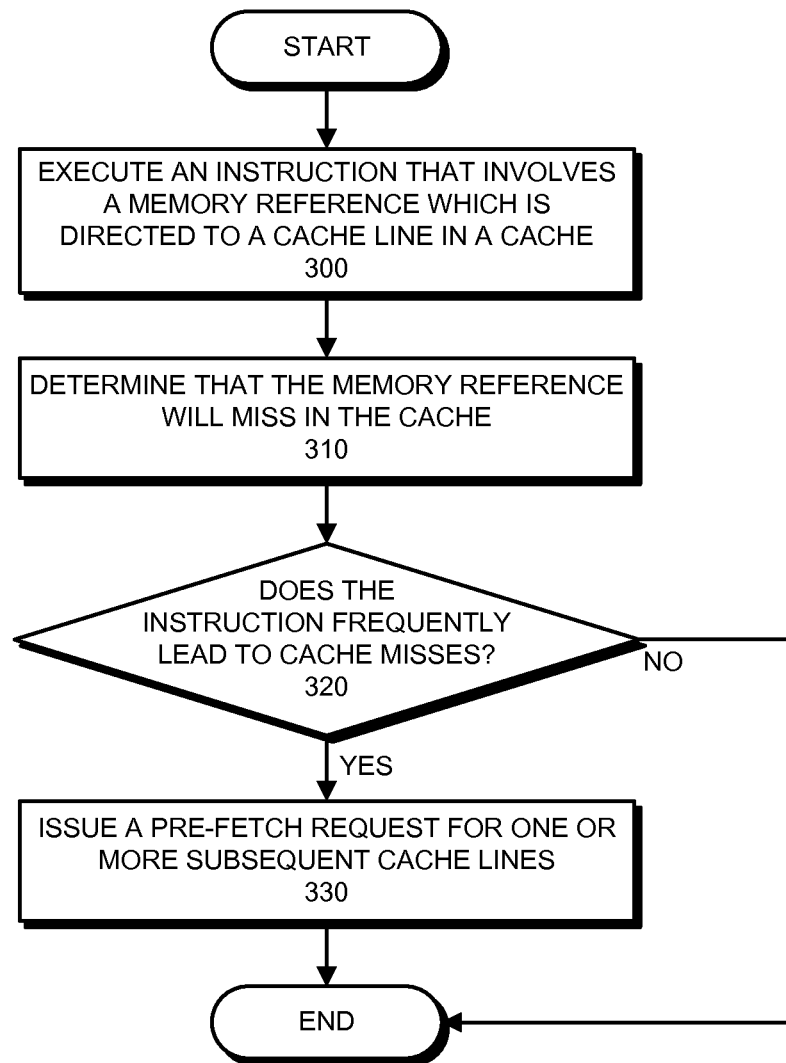 START
EXECUTE AN INSTRUCTION THAT INVOLVES
A MEMORY REFERENCE WHICH IS
DIRECTED TO A CACHE LINE IN A CACHE
300
DETERMINE THAT THE MEMORY REFERENCE
WILL MISS IN THE CACHE
310
DOES THE
INSTRUCTION FREQUENTLY
LEAD TO CACHE MISSES?
320
NO
YES
ISSUE A PRE-FETCH REQUEST FOR ONE OR
MORE SUBSEQUENT CACHE LINES
330
END